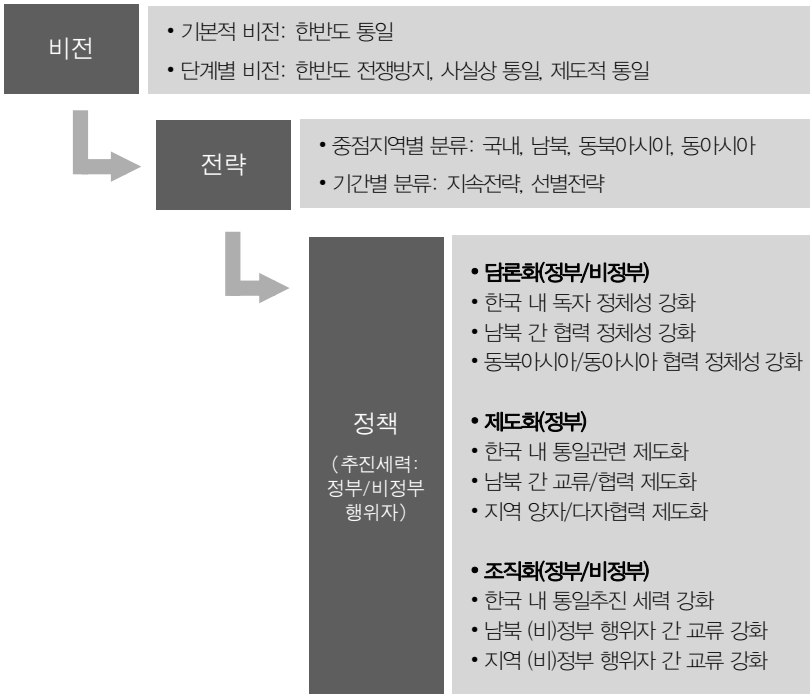 비전
• 기본적 비전: 한반도 통일
• 단계별 비전: 한반도 전쟁방지, 사실상 통일, 제도적 통일
전략
• 중점지역별 분류: 국내, 남북, 동북아시아, 동아시아
• 기간별 분류: 지속전략, 선별전략
정책
(추진세력:
정부/비정부
행위자)
• 담론화(정부/비정부)
• 한국 내 독자 정체성 강화
• 남북 간 협력 정체성 강화
• 동북아시아/동아시아 협력 정체성 강화
• 제도화(정부)
• 한국 내 통일관련 제도화
• 남북 간 교류/협력 제도화
• 지역 양자/다자협력 제도화
• 조직화(정부/비정부)
• 한국 내 통일추진 세력 강화
• 남북 (비)정부 행위자 간 교류 강화
• 지역 (비)정부 행위자 간 교류 강화